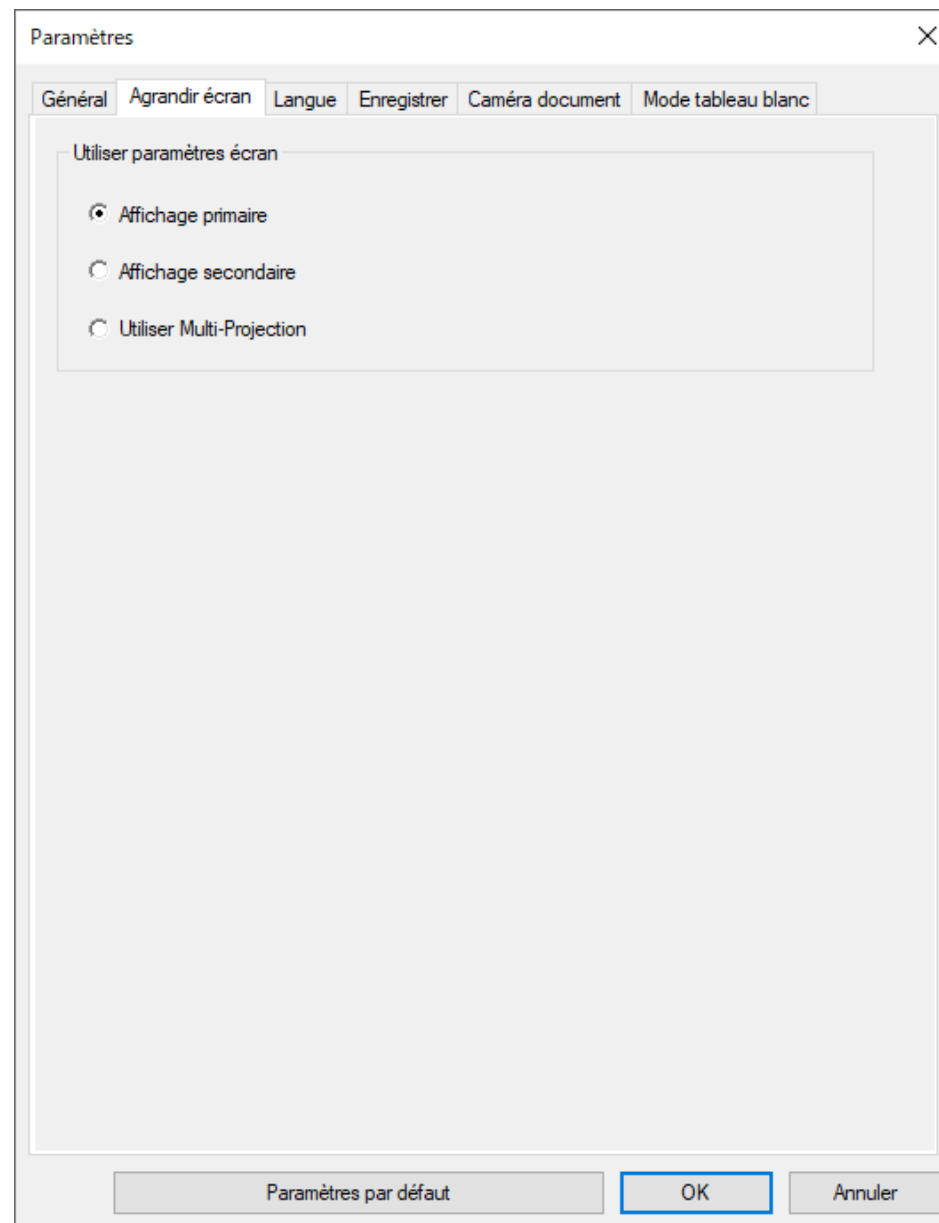 Paramètres
Général Agrandir écran Langue Enregistrer Caméra document Mode tableau blanc
Utiliser paramètres écran
Affichage primaire
Affichage secondaire
Utiliser Multi-Projection
Paramètres par défaut OK Annuler